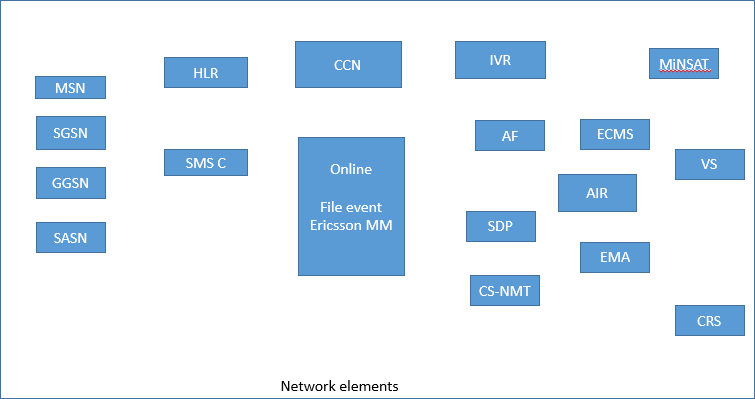 MSN
SGSN
GGSN
SASN
HLR
SMS C
CCN
Online
File event
Ericsson MM
IVR
AF
SDP
CS-NMT
ECMS
AIR
EMA
MiNSAT
VS
CRS
Network elements